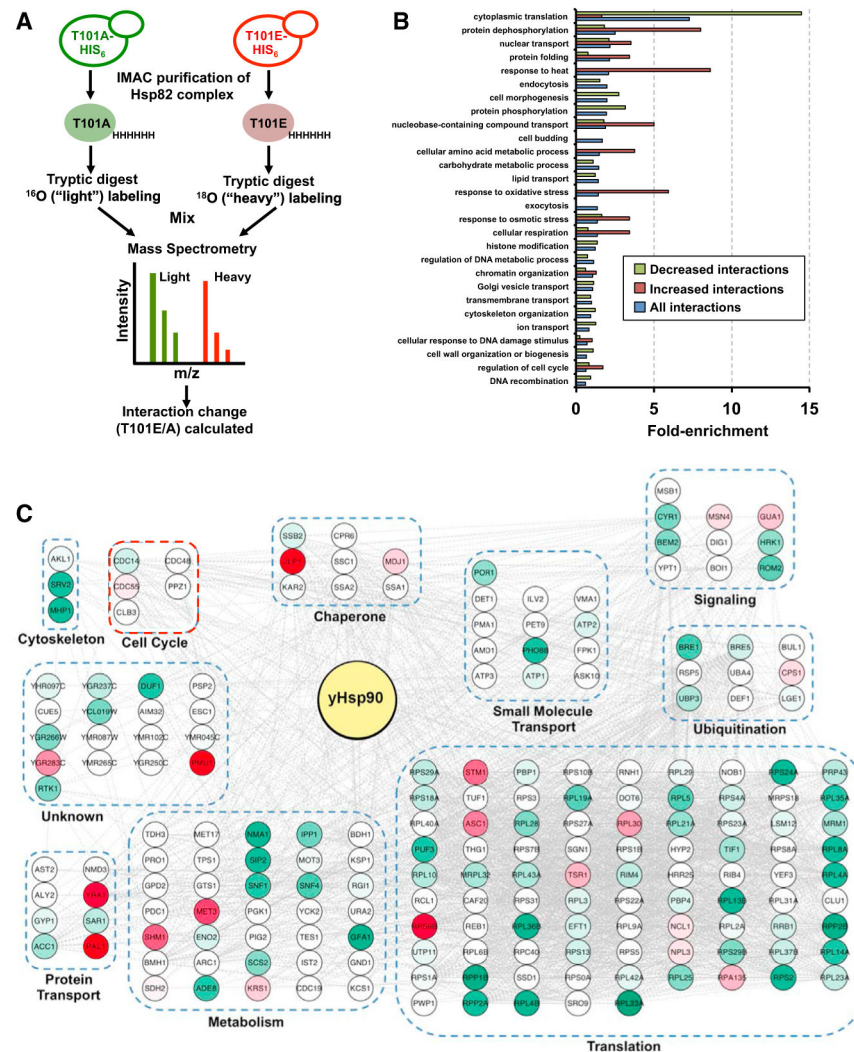 A
T101A-
HIS6
T101E-
HIS6
IMAC purification of
Hsp82 complex
T101A
HHHHHH
T101E
HHHHHH
Tryptic digest
16O ("light") labeling
Tryptic digest
18O ("heavy") labeling
Mix
Mass Spectrometry
Light
Heavy
Intensity
m/z
Interaction change
(T101E/A) calculated
B
cytoplasmic translation
protein dephosphorylation
nuclear transport
protein folding
response to heat
endocytosis
cell morphogenesis
protein phosphorylation
nucleobase-containing compound transport
cell budding
cellular amino acid metabolic process
carbohydrate metabolic process
lipid transport
response to oxidative stress
exocytosis
response to osmotic stress
cellular respiration
histone modification
regulation of DNA metabolic process
chromatin organization
Golgi vesicle transport
transmembrane transport
cytoskeleton organization
ion transport
cellular response to DNA damage stimulus
cell wall organization or biogenesis
regulation of cell cycle
DNA recombination
Decreased interactions
Increased interactions
All interactions
0 5 10 15
Fold-enrichment
C
AKL1
SRV2
MHP1
Cytoskeleton
CDC14 CDC48
CDC55 PPZ1
CLB3
Cell Cycle
SSB2 CPR6
SSC1 MDJ1
KAR2 SSA2 SSA1
Chaperone
POR1
DET1 ILV2 VMA1
PMA1 PET9 ATP2
AMO1 PHO88 FPK1
ATP3 ATP1 ASK10
Small Molecule
Transport
MSB1
CYR1 MSN4 GUA1
BEM2 DIG1 HRK1
YPT1 BOI1 ROM2
Signaling
BRE1 BRE5 BUL1
RSP5 UBA4 CPS1
UBP3 DEF1 LGE1
Ubiquitination
yHsp90
YHR097C YGR237C DUF1 PSP2
CUE5 YCL019W AIM32 ESC1
YGR266W YMR087W YMR102C YMR045C
YGR283C YMR265C YGR250C PMU1
RTK1
Unknown
AST2 NMD3
ALY2 YRA1
GYP1 SAR1
ACC1 PAL1
Protein
Transport
TDH3 MET17 NMA1 IPP1 BDH1
PRO1 TPS1 SIP2 MOT3 KSP1
GPD2 GTS1 SNF1 SNF4 RGI1
PDC1 MET3 PGK1 YCK2 URA2
SHM1 ENO2 PIG2 TES1 GFA1
BMH1 ARC1 SCS2 IST2 GND1
SDH2 ADE8 KRS1 CDC19 KCS1
Metabolism
RPS29A STM1 PBP1 RPS10B RNH1 RPL29 NOB1 RPS24A PRP43
RPS18A TUF1 RPS3 RPL19A DOT6 RPL5 RPS4A MRPS18 RPL35A
RPL40A ASC1 RPL28 RPS27A RPL30 RPL21A RPS23A LSM12 MRM1
PUF3 THG1 RPS7B SGN1 RPS1B HYP2 TIF1 RPS8A RPL8A
RPL10 MRPL32 RPL43A TSR1 RIM4 HRR25 RIB4 YEF3 RPL4A
RCL1 CAF20 RPS31 RPL3 RPS22A PBP4 RPL13B RPL31A CLU1
REB1 RPL36B EFT1 RPL9A NCL1 RPL2A RRB1 RPP2B
UTP11 RPL6B RPC40 RPS13 RPS5 NPL3 RPS29B RPL37B RPL14A
RPS1A RPP1B SSD1 RPS0A RPL42A RPL25 RPA135 RPS2 RPL23A
PWP1 RPP2A RPL4B SRO9 RPL33A
Translation